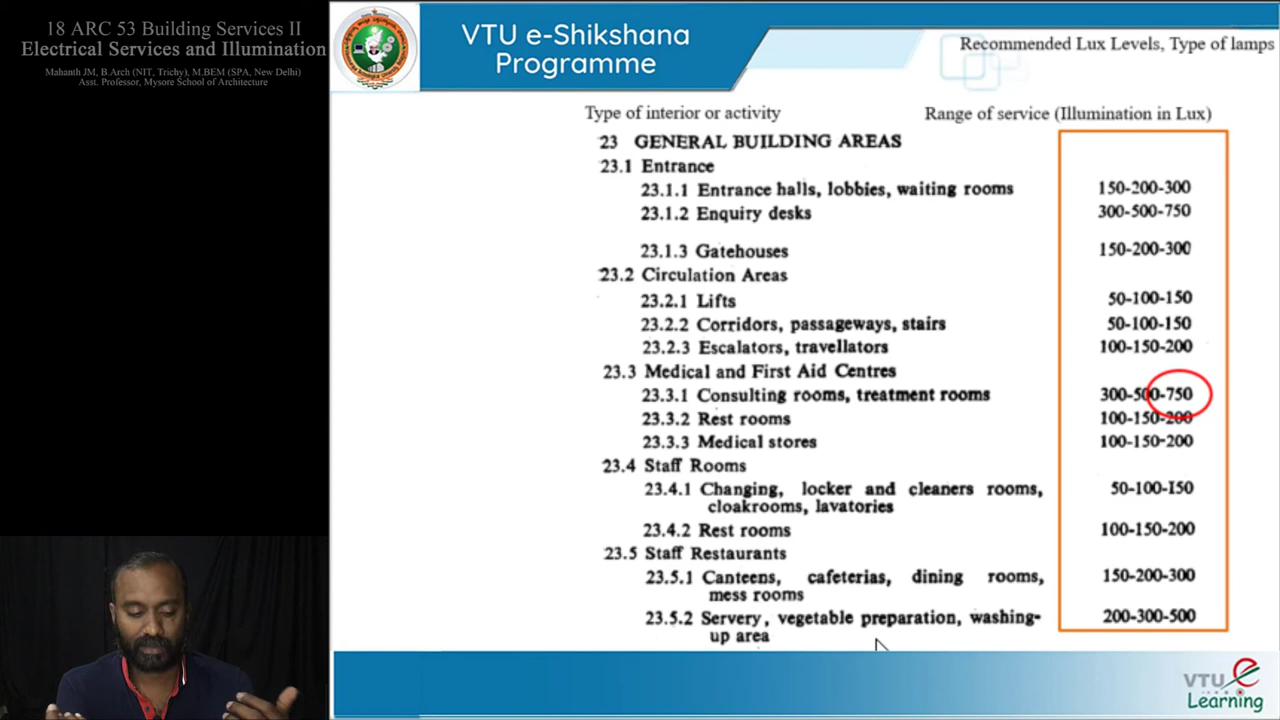 18 ARC 53 Building Services II
Electrical Services and Illumination
Mahanth JM, B.Arch (NIT, Trichy), M.BEM (SPA, New Delhi)
Asst. Professor, Mysore School of Architecture
VTU e-Shikshana
Programme
Recommended Lux Levels, Type of lamps
Type of interior or activity Range of service (Illumination in Lux)
23 GENERAL BUILDING AREAS
23.1 Entrance
23.1.1 Entrance halls, lobbies, waiting rooms 150-200-300
23.1.2 Enquiry desks 300-500-750
23.1.3 Gatehouses 150-200-300
23.2 Circulation Areas
23.2.1 Lifts 50-100-150
23.2.2 Corridors, passageways, stairs 50-100-150
23.2.3 Escalators, travellators 100-150-200
23.3 Medical and First Aid Centres
23.3.1 Consulting rooms, treatment rooms 300-500-750
23.3.2 Rest rooms 100-150-200
23.3.3 Medical stores 100-150-200
23.4 Staff Rooms
23.4.1 Changing, locker and cleaners rooms, 50-100-150
cloakrooms, lavatories
23.4.2 Rest rooms 100-150-200
23.5 Staff Restaurants
23.5.1 Canteens, cafeterias, dining rooms, 150-200-300
mess rooms
23.5.2 Servery, vegetable preparation, washing- 200-300-500
up area
VTU e
Learning